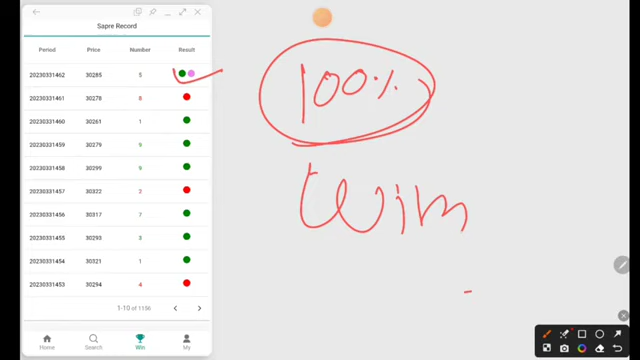 Sapre Record
Period Price Number Result
20230331462 30285 5
20230331461 30278 8
20230331460 30261 1
20230331459 30279 9
20230331458 30299 9
20230331457 30322 2
20230331456 30317 7
20230331455 30293 3
20230331454 30321 1
20230331453 30294 4
1-10 of 1156
Home Search Win My
100%
Wim